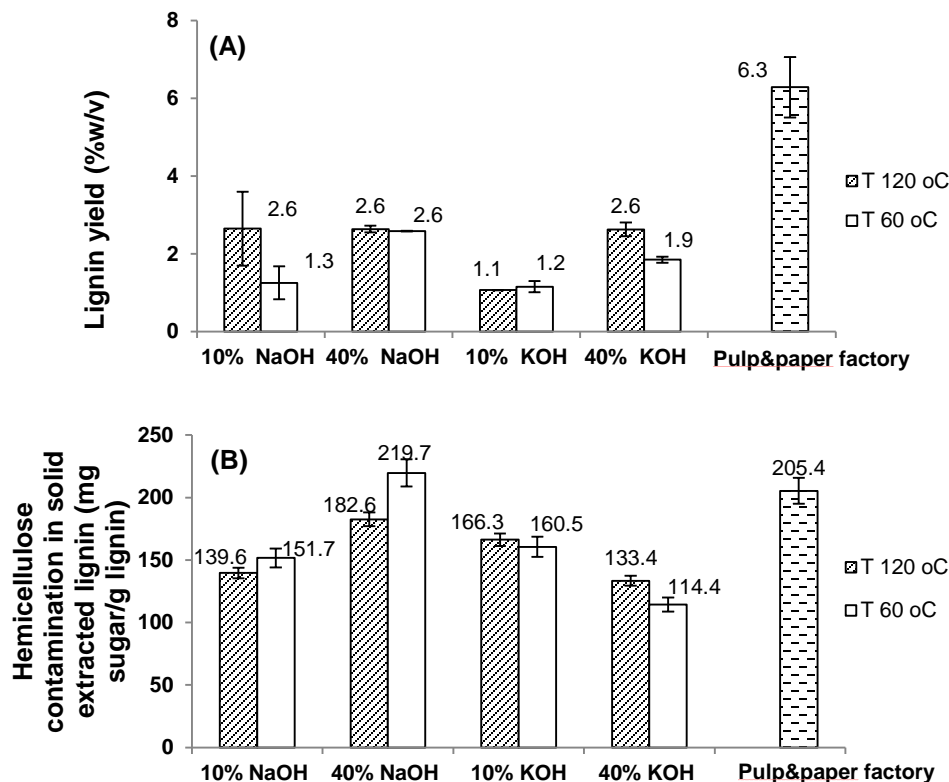 (A)
Lignin yield (%w/v)
8
6
4
2
0
2.6
1.3
2.6
2.6
1.1
1.2
2.6
1.9
6.3
T 120 oC
T 60 oC
10% NaOH
40% NaOH
10% KOH
40% KOH
Pulp&paper factory
(B)
Hemicellulose
contamination in solid
extracted lignin (mg
sugar/g lignin)
250
200
150
100
50
0
139.6
151.7
182.6
219.7
166.3
160.5
133.4
114.4
205.4
T 120 oC
T 60 oC
10% NaOH
40% NaOH
10% KOH
40% KOH
Pulp&paper factory